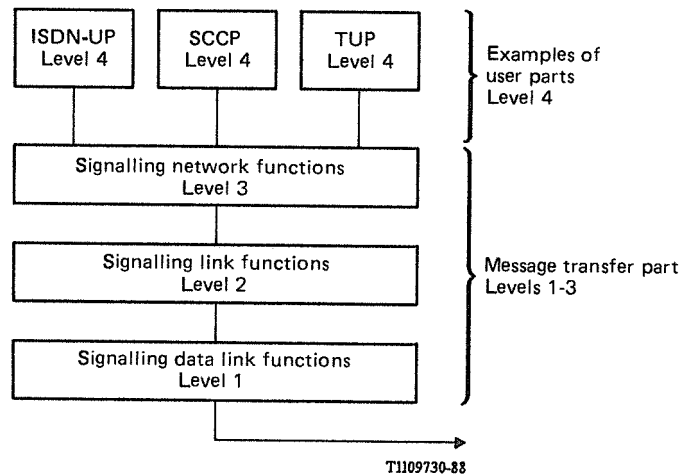 ISDN-UP
Level 4
SCCP
Level 4
TUP
Level 4
Examples of
user parts
Level 4
Signalling network functions
Level 3
Signalling link functions
Level 2
Message transfer part
Levels 1-3
Signalling data link functions
Level 1
T1109730-88